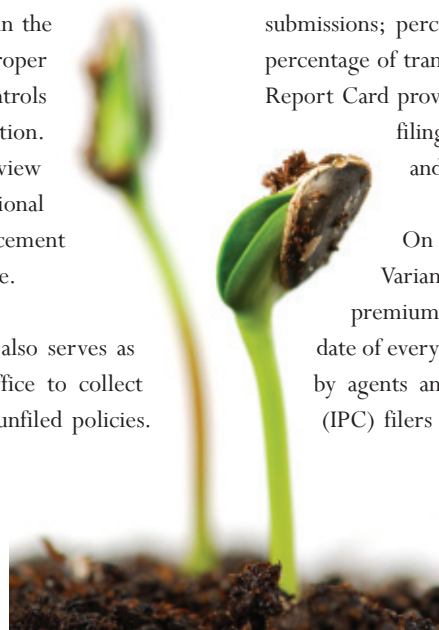 in the
roper
ntrols
tion.
view
ional
cement
e.
also serves as
ffice to collect
unfiled policies.
submissions; perc
percentage of tran
Report Card prov
filing
and
On
Varian
premium
date of every
by agents an
(IPC) filers